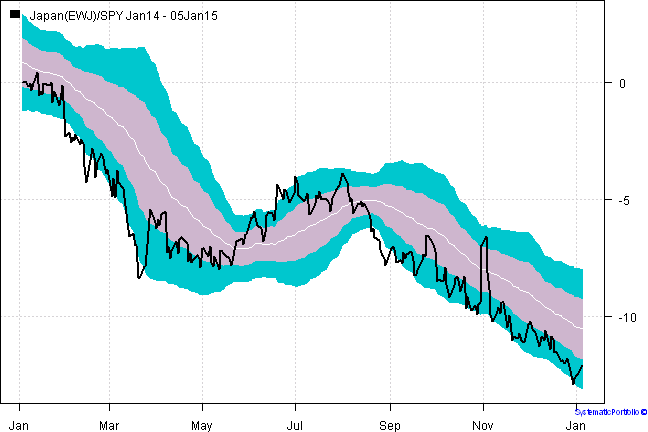 Japan(EWJ)/SPY Jan14 - 05Jan15
0
-5
-10
SystematicPortfolio ©
Jan Mar May Jul Sep Nov Jan